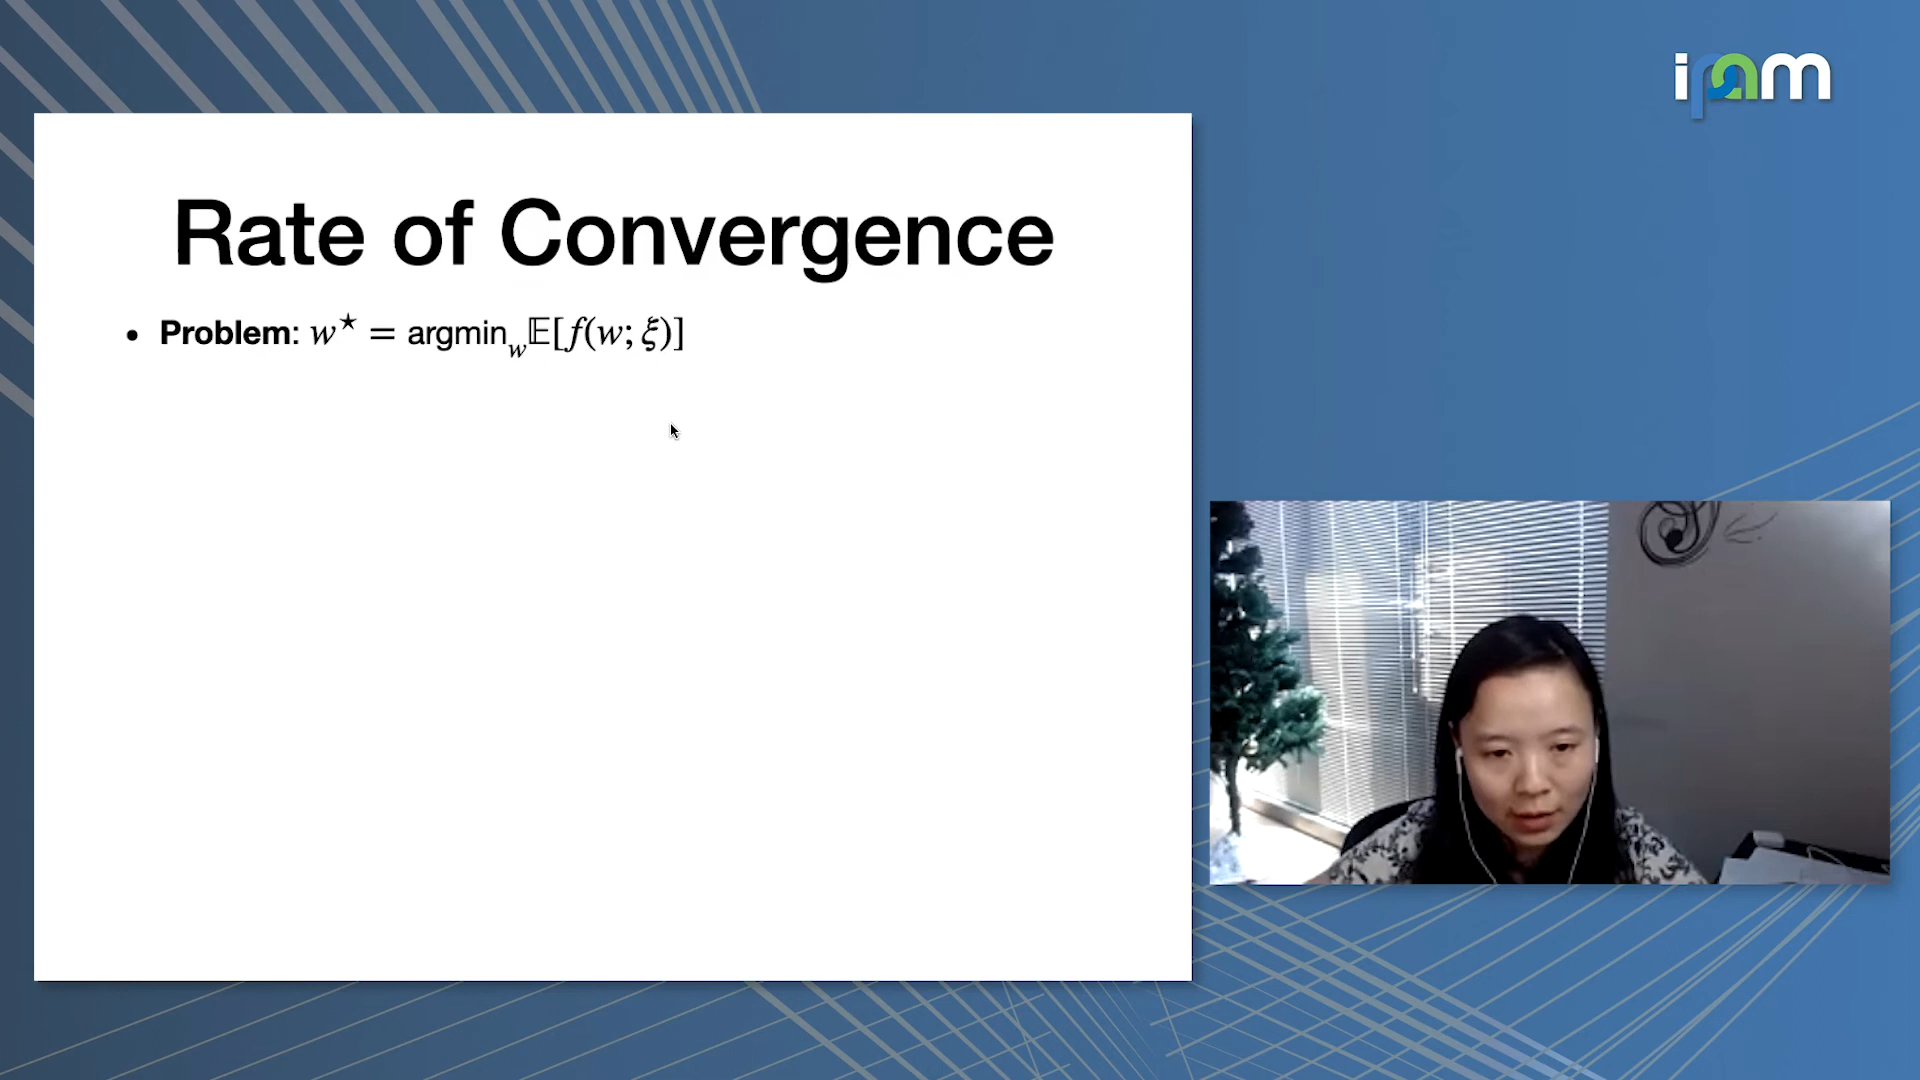 ipam
Rate of Convergence
• Problem: w⋆ = argmin_w 𝔼[f(w; ξ)]